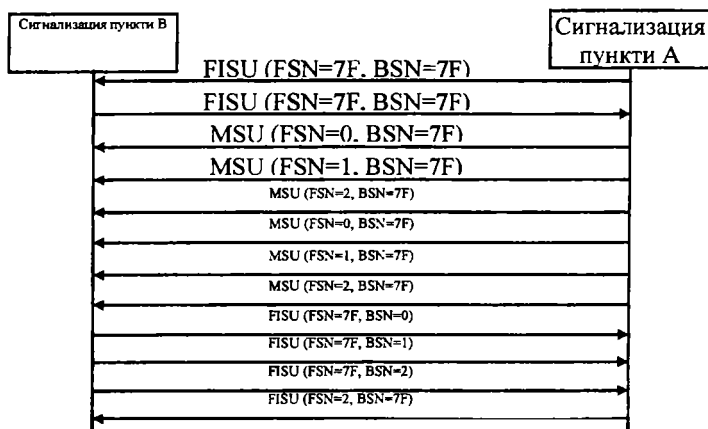 Сигнализация пункти В
Сигнализация
пункти А
FISU (FSN=7F, BSN=7F)
FISU (FSN=7F, BSN=7F)
MSU (FSN=0, BSN=7F)
MSU (FSN=1, BSN=7F)
MSU (FSN=2, BSN=7F)
MSU (FSN=0, BSN=7F)
MSU (FSN=1, BSN=7F)
MSU (FSN=2, BSN=7F)
FISU (FSN=7F, BSN=0)
FISU (FSN=7F, BSN=1)
FISU (FSN=7F, BSN=2)
FISU (FSN=2, BSN=7F)